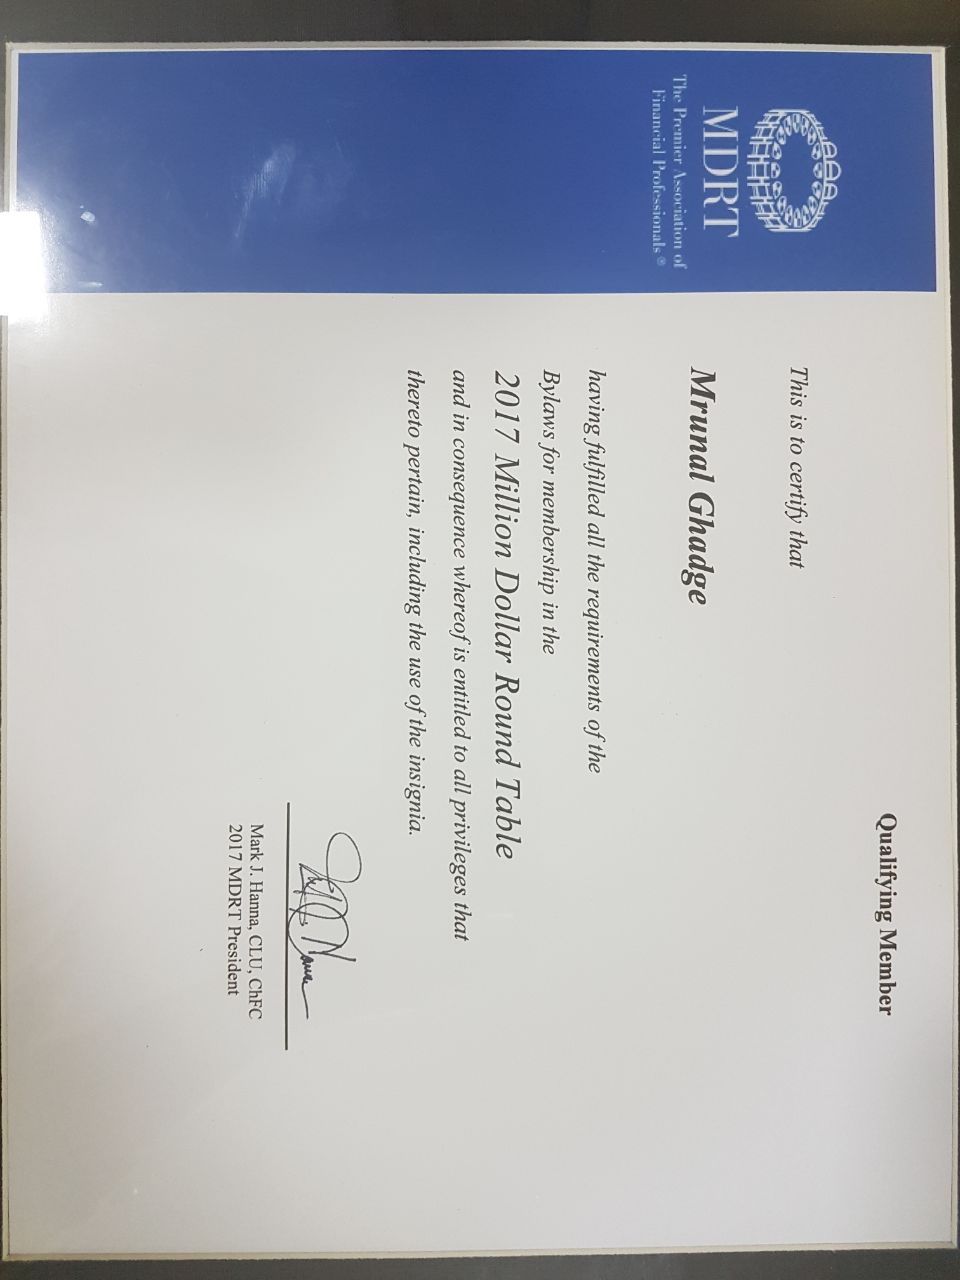 MDRT
The Premier Association of
Financial Professionals®
Qualifying Member
This is to certify that
Mrunal Ghadge
having fulfilled all the requirements of the
Bylaws for membership in the
2017 Million Dollar Round Table
and in consequence whereof is entitled to all privileges that
thereto pertain, including the use of the insignia.
Mark J. Hanna, CLU, ChFC
2017 MDRT President